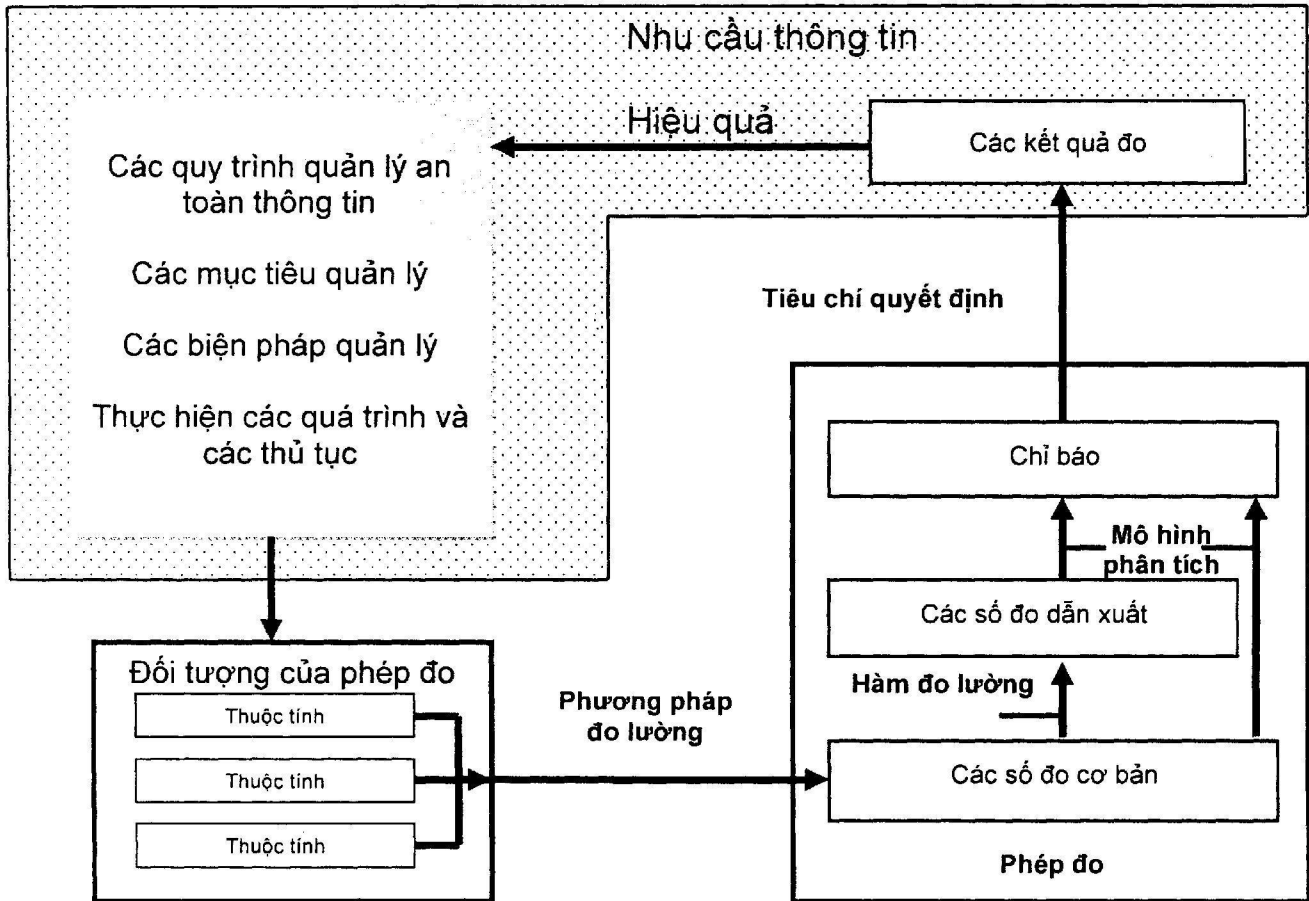 Nhu cầu thông tin
Hiệu quả
Các kết quả đo
Các quy trình quản lý an
toàn thông tin
Các mục tiêu quản lý
Các biện pháp quản lý
Thực hiện các quá trình và
các thủ tục
Tiêu chí quyết định
Chỉ báo
Mô hình
phân tích
Các số đo dẫn xuất
Hàm đo lường
Các số đo cơ bản
Phép đo
Đối tượng của phép đo
Thuộc tính
Thuộc tính
Thuộc tính
Phương pháp
đo lường